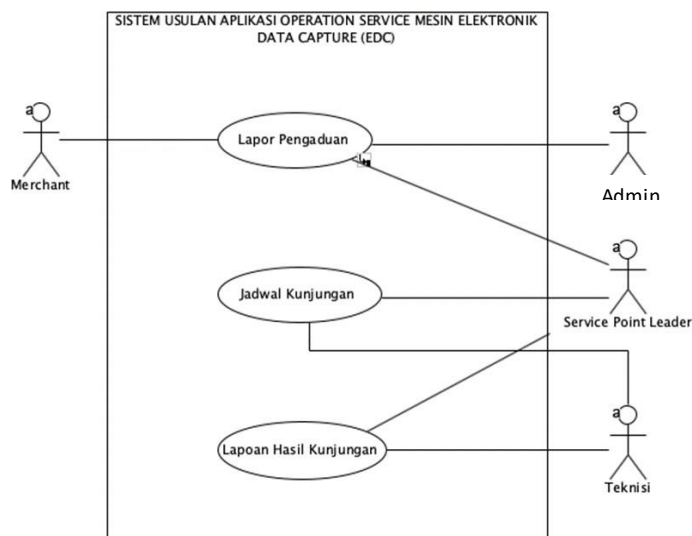 SISTEM USULAN APLIKASI OPERATION SERVICE MESIN ELEKTRONIK
DATA CAPTURE (EDC)
a
Lapor Pengaduan
a
Merchant
Admin
a
Jadwal Kunjungan
Service Point Leader
a
Lapoan Hasil Kunjungan
Teknisi